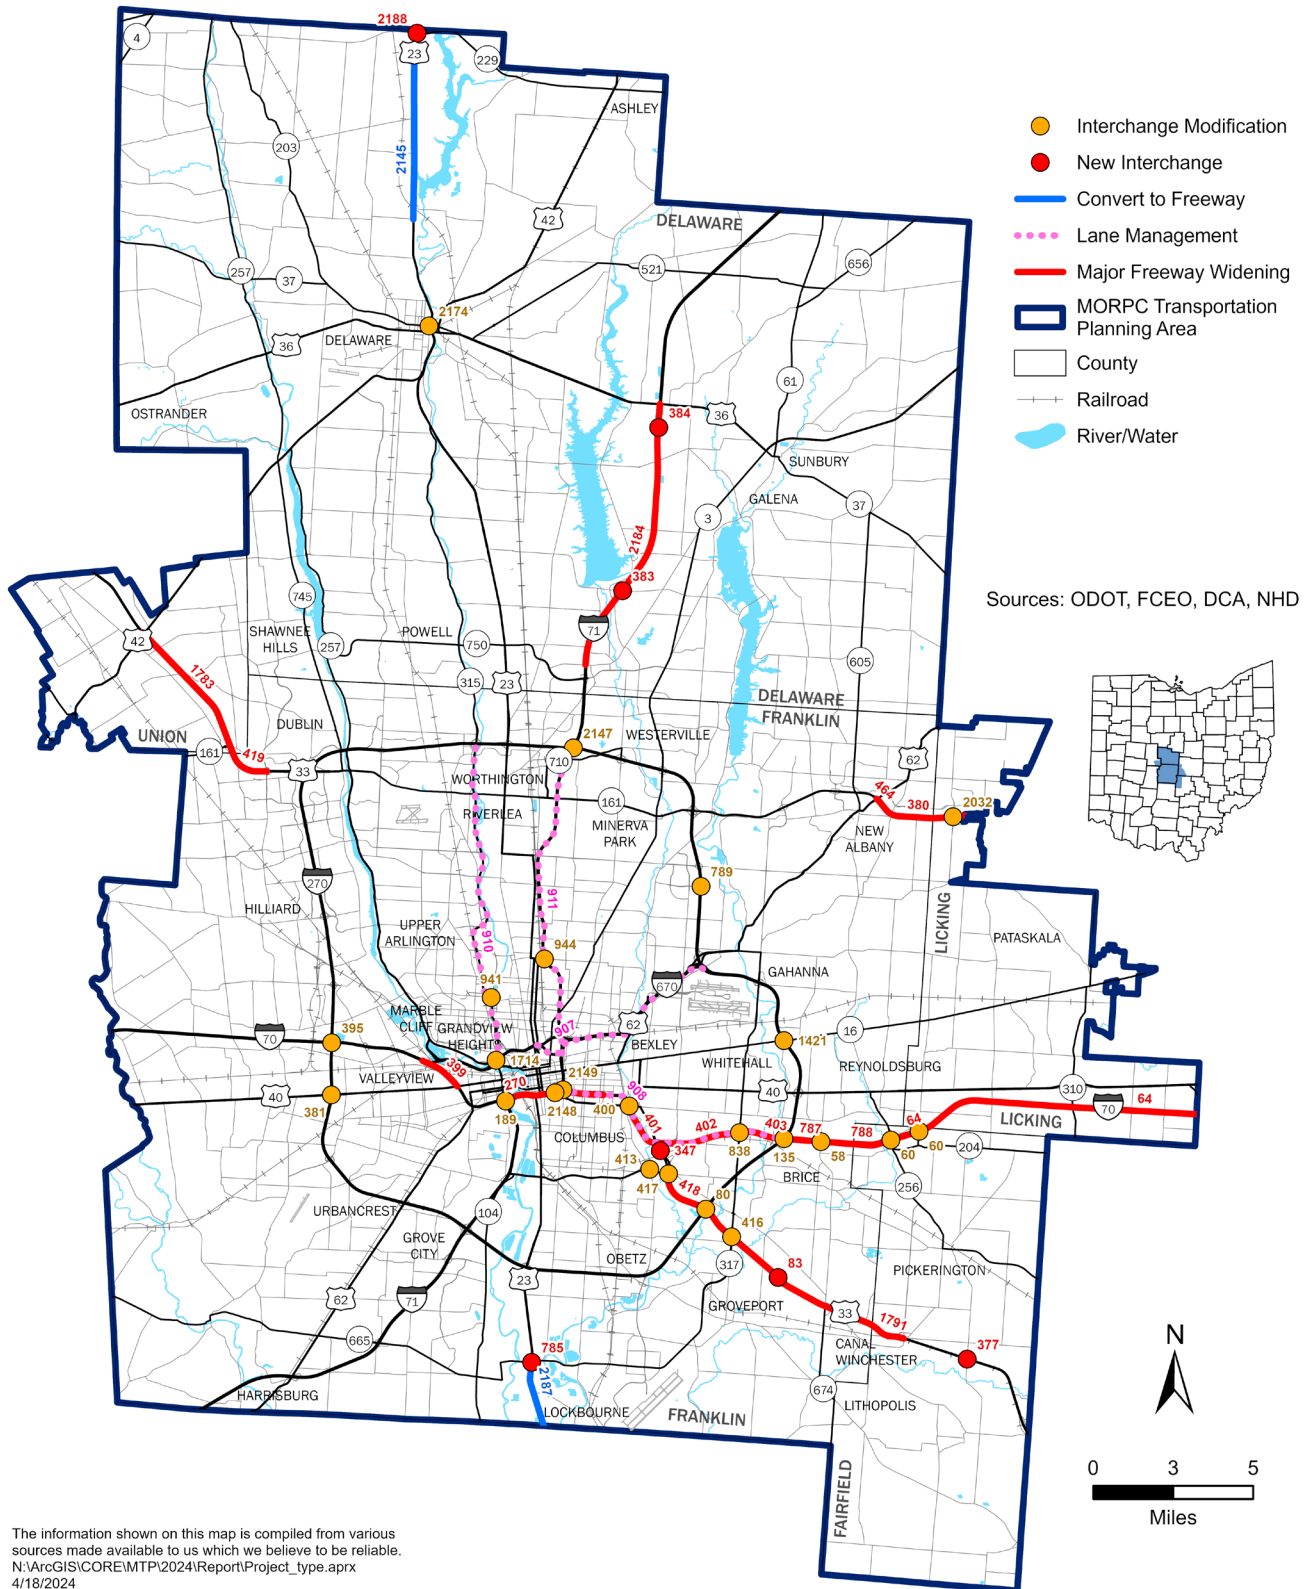 2188
4
23
229
ASHLEY
203
2145
42
DELAWARE
257
37
521
656
2174
36
DELAWARE
61
OSTRANDER
384
36
SUNBURY
GALENA
37
3
2184
383
745
71
42
SHAWNEE
HILLS
257
POWELL
750
605
1783
315
23
DELAWARE
FRANKLIN
DUBLIN
UNION
161
419
33
2147
WESTERVILLE
710
62
WORTHINGTON
464
380
2032
RIVERLEA
161
MINERVA
PARK
NEW
ALBANY
270
789
911
HILLIARD
UPPER
ARLINGTON
910
944
LICKING
PATASKALA
941
670
GAHANNA
MARBLE
CLIFF
GRANDVIEW
HEIGHTS
907
62
BEXLEY
16
395
70
1421
1714
WHITEHALL
REYNOLDSBURG
399
VALLEYVIEW
270
2149
40
381
189
2148
400
908
40
310
70
64
LICKING
COLUMBUS
401
402
403
787
788
64
347
838
135
58
60
60
204
413
417
418
BRICE
256
80
URBANCREST
104
416
GROVE
CITY
OBETZ
317
83
PICKERINGTON
23
62
71
GROVEPORT
33
1791
665
785
2187
CANAL
WINCHESTER
377
HARRISBURG
LOCKBOURNE
FRANKLIN
674
LITHOPOLIS
FAIRFIELD
Interchange Modification
New Interchange
Convert to Freeway
Lane Management
Major Freeway Widening
MORPC Transportation
Planning Area
County
Railroad
River/Water
Sources: ODOT, FCEO, DCA, NHD
N
0 3 5
Miles
The information shown on this map is compiled from various
sources made available to us which we believe to be reliable.
N:\ArcGIS\CORE\MTP\2024\Report\Project_type.aprx
4/18/2024